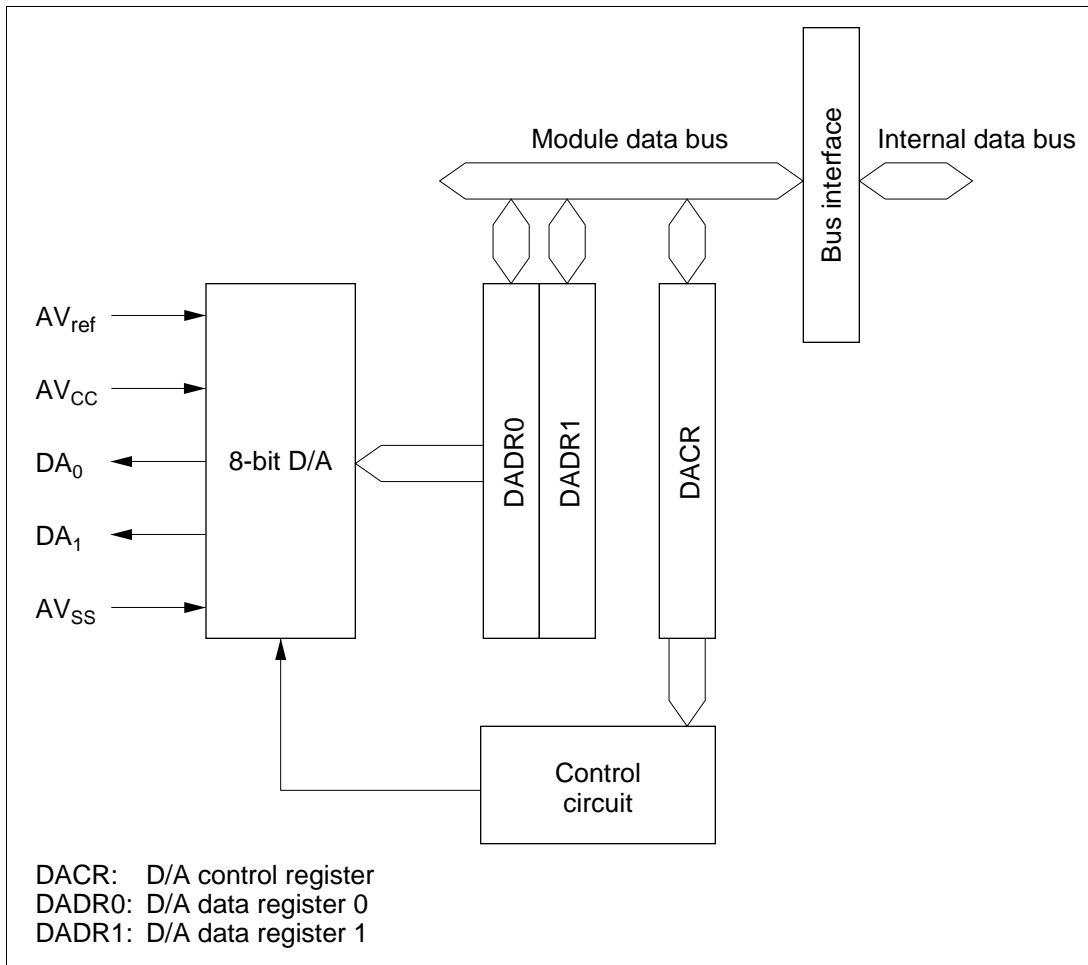 Module data bus
Internal data bus
Bus interface
AVref
AVCC
DA0
DA1
AVSS
8-bit D/A
DADR0
DADR1
DACR
Control
circuit
DACR: D/A control register
DADR0: D/A data register 0
DADR1: D/A data register 1